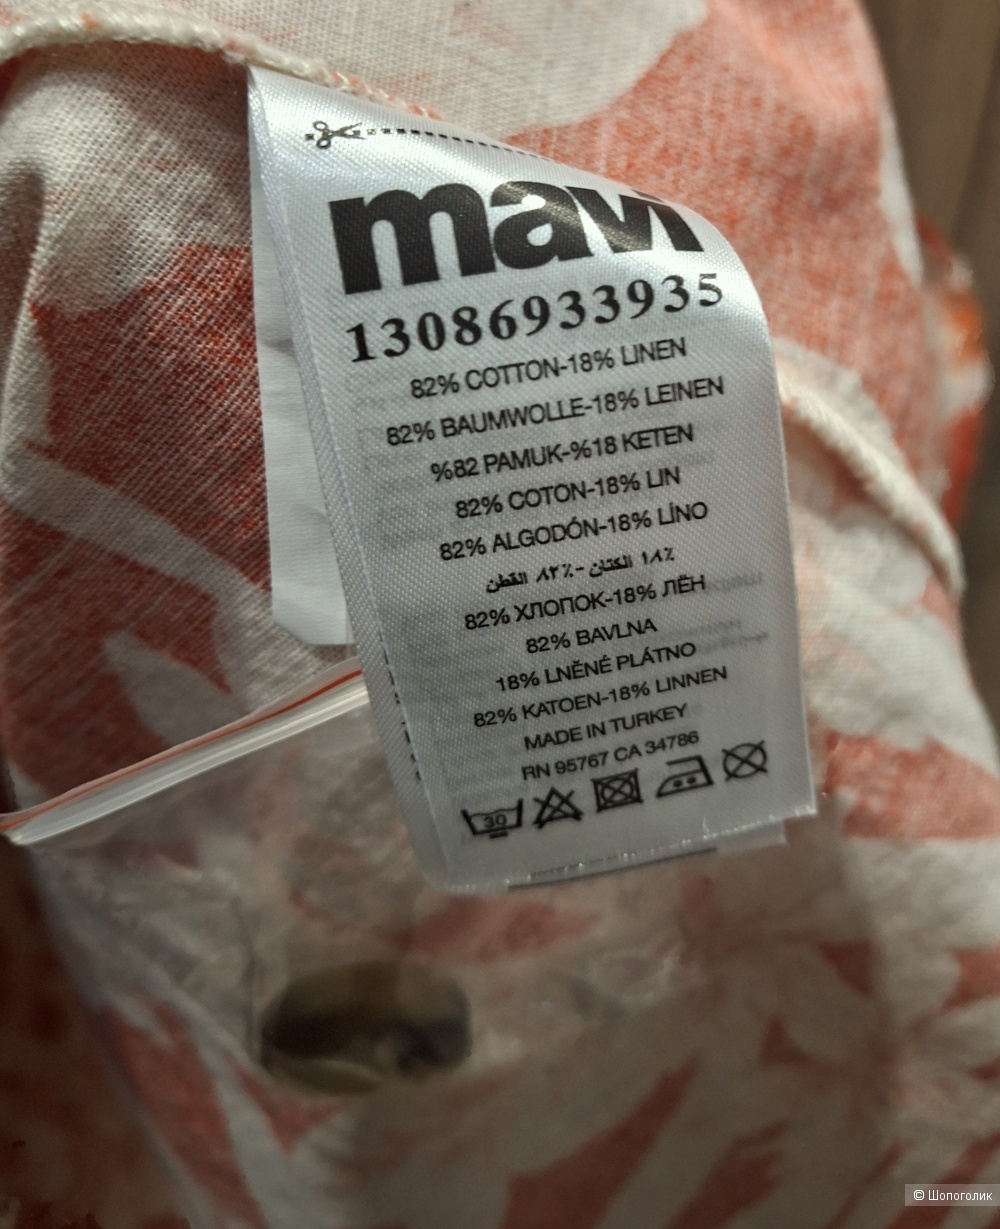 mavi
13086933935
82% COTTON-18% LINEN
82% BAUMWOLLE-18% LEINEN
%82 PAMUK-%18 KETEN
82% COTON-18% LIN
82% ALGODÓN-18% LÍNO
١٨٪ الكتان -٨٢٪ القطن
82% ХЛОПОК-18% ЛЁН
82% BAVLNA
18% LNĚNÉ PLÁTNO
82% KATOEN-18% LINNEN
MADE IN TURKEY
RN 95767 CA 34786
30
© Шопоголик